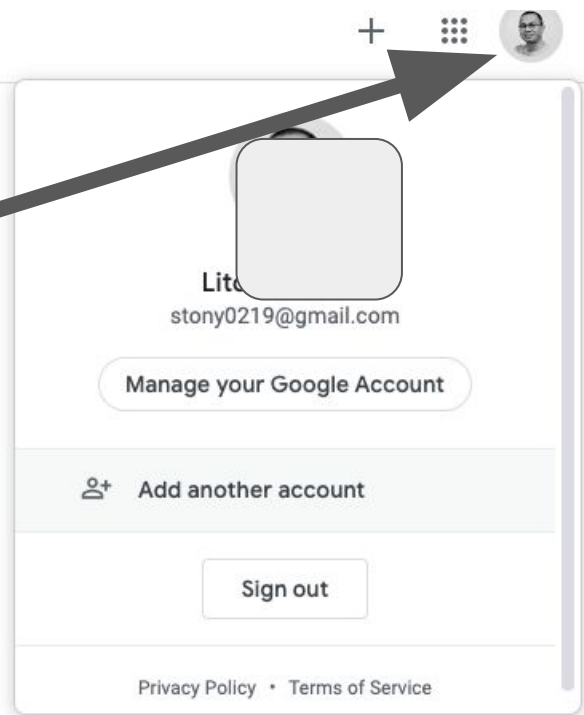 stony0219@gmail.com
Manage your Google Account
Add another account
Sign out
Privacy Policy • Terms of Service